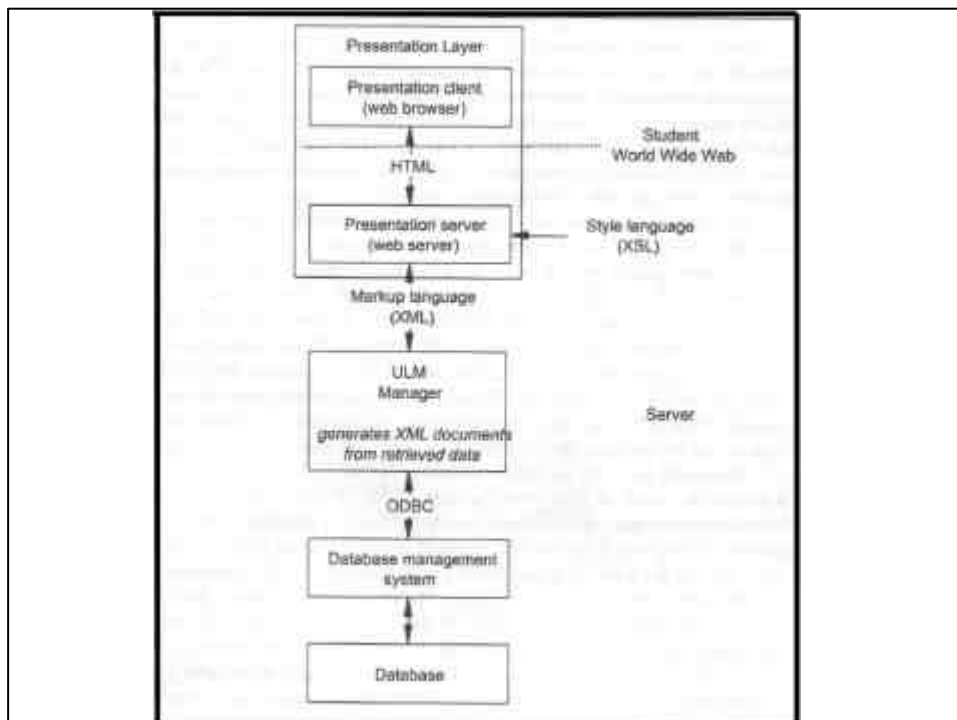 Presentation Layer
Presentation client
(web browser)
Student
World Wide Web
HTML
Presentation server
(web server)
Style language
(XSL)
Markup language
(XML)
ULM
Manager
generates XML documents
from retrieved data
Server
ODBC
Database management
system
Database